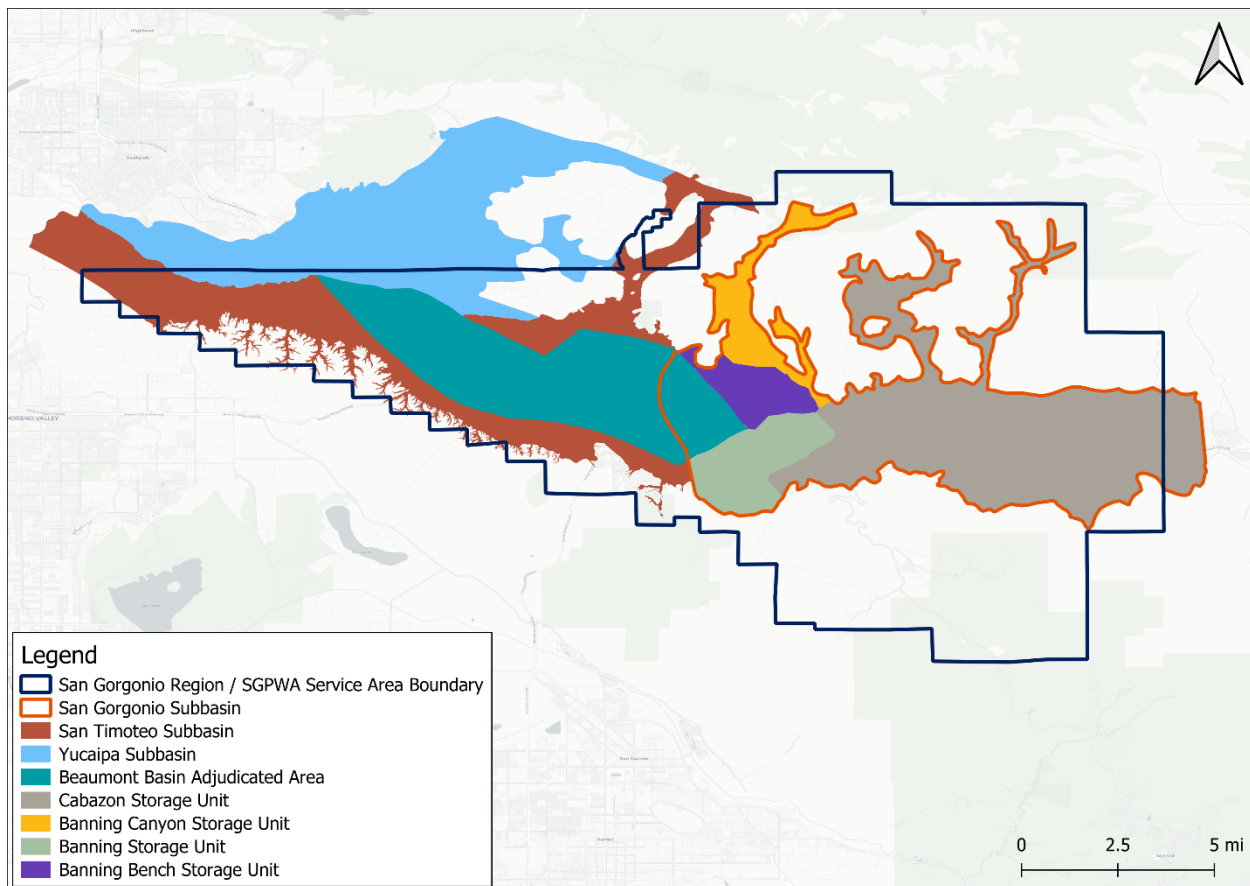 Highland
Redlands
MORENO VALLEY
Legend
San Gorgonio Region / SGPWA Service Area Boundary
San Gorgonio Subbasin
San Timoteo Subbasin
Yucaipa Subbasin
Beaumont Basin Adjudicated Area
Cabazon Storage Unit
Banning Canyon Storage Unit
Banning Storage Unit
Banning Bench Storage Unit
0 2.5 5 mi